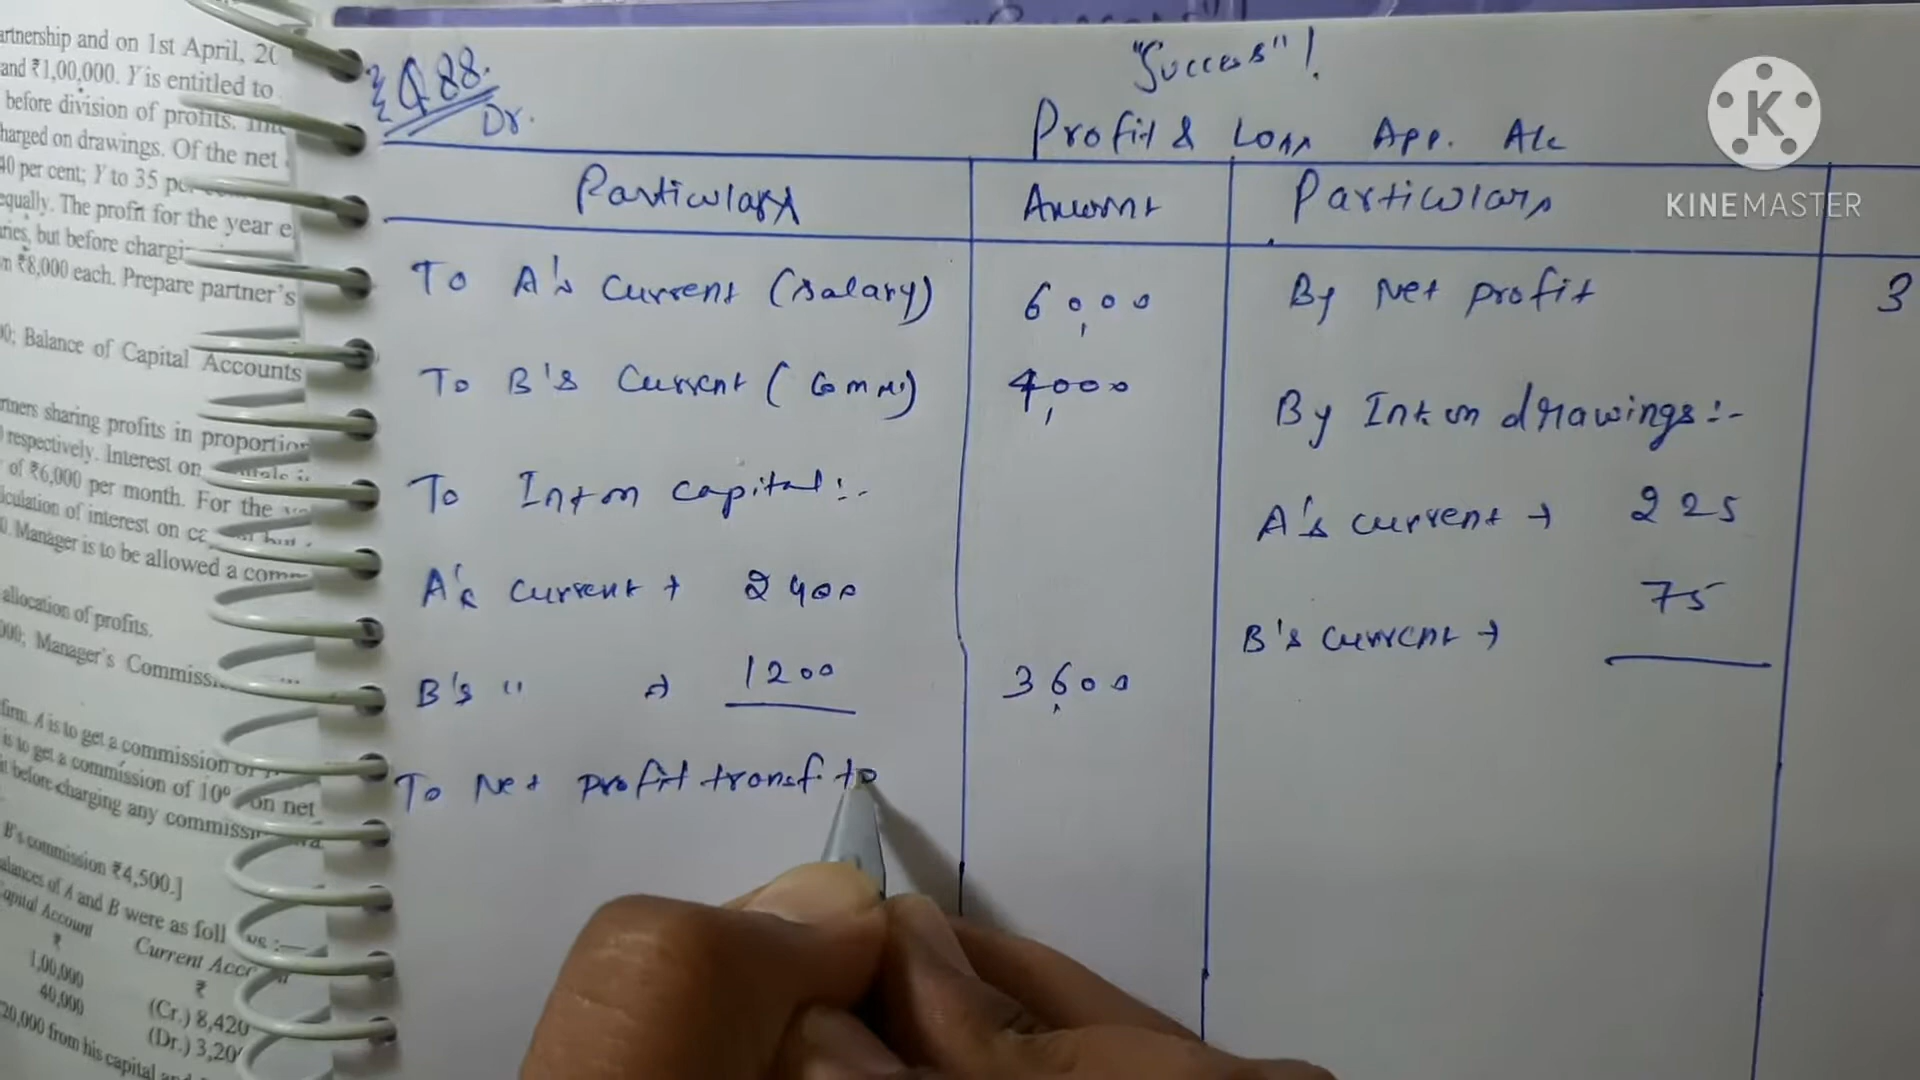 artnership and on 1st April, 20
and ₹1,00,000. Y is entitled to
before division of profits.
harged on drawings. Of the net
40 per cent; Y to 35 per
equally. The profit for the year e
ries, but before chargi
₹8,000 each. Prepare partner's
00; Balance of Capital Accounts
rtners sharing profits in proportion
respectively. Interest on
of ₹6,000 per month. For the
lculation of interest on
0. Manager is to be allowed a comm
allocation of profits.
000; Manager's Commiss
firm. A is to get a commission of
is to get a commission of 10% on net
before charging any commiss
B's commission ₹4,500.]
alances of A and B were as foll ws :—
Capital Account Current Acco
₹ ₹
1,00,000 (Cr.) 8,420
40,000 (Dr.) 3,20
20,000 from his capital and
"Success"!
Q 88.
Dr.
Profit & Loss App. A/c
Particulars Amount Particulars
To A's Current (Salary) 6,000 By Net profit 3
To B's Current (Comm.) 4,000 By Int on drawings:-
To Int on capital:-
A's current → 2400 A's current → 225
B's " → 1200 3,600 B's current → 75
To Net profit transf. to
K
KINEMASTER